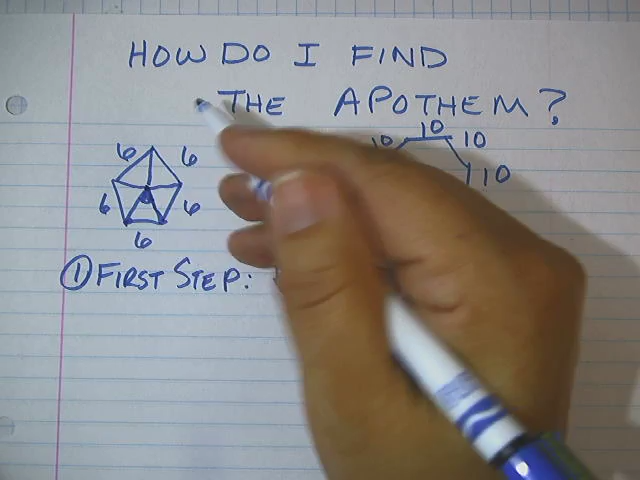 HOW DO I FIND
THE APOTHEM?
10
10 10
6 6
10
6 6
6
① FIRST STEP: